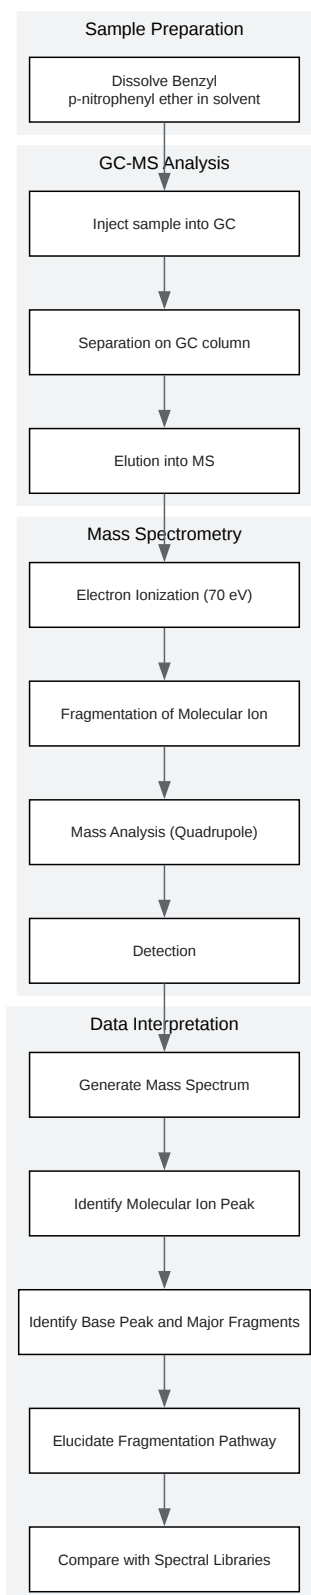 Sample Preparation
Dissolve Benzyl
p-nitrophenyl ether in solvent
GC-MS Analysis
Inject sample into GC
Separation on GC column
Elution into MS
Mass Spectrometry
Electron Ionization (70 eV)
Fragmentation of Molecular Ion
Mass Analysis (Quadrupole)
Detection
Data Interpretation
Generate Mass Spectrum
Identify Molecular Ion Peak
Identify Base Peak and Major Fragments
Elucidate Fragmentation Pathway
Compare with Spectral Libraries